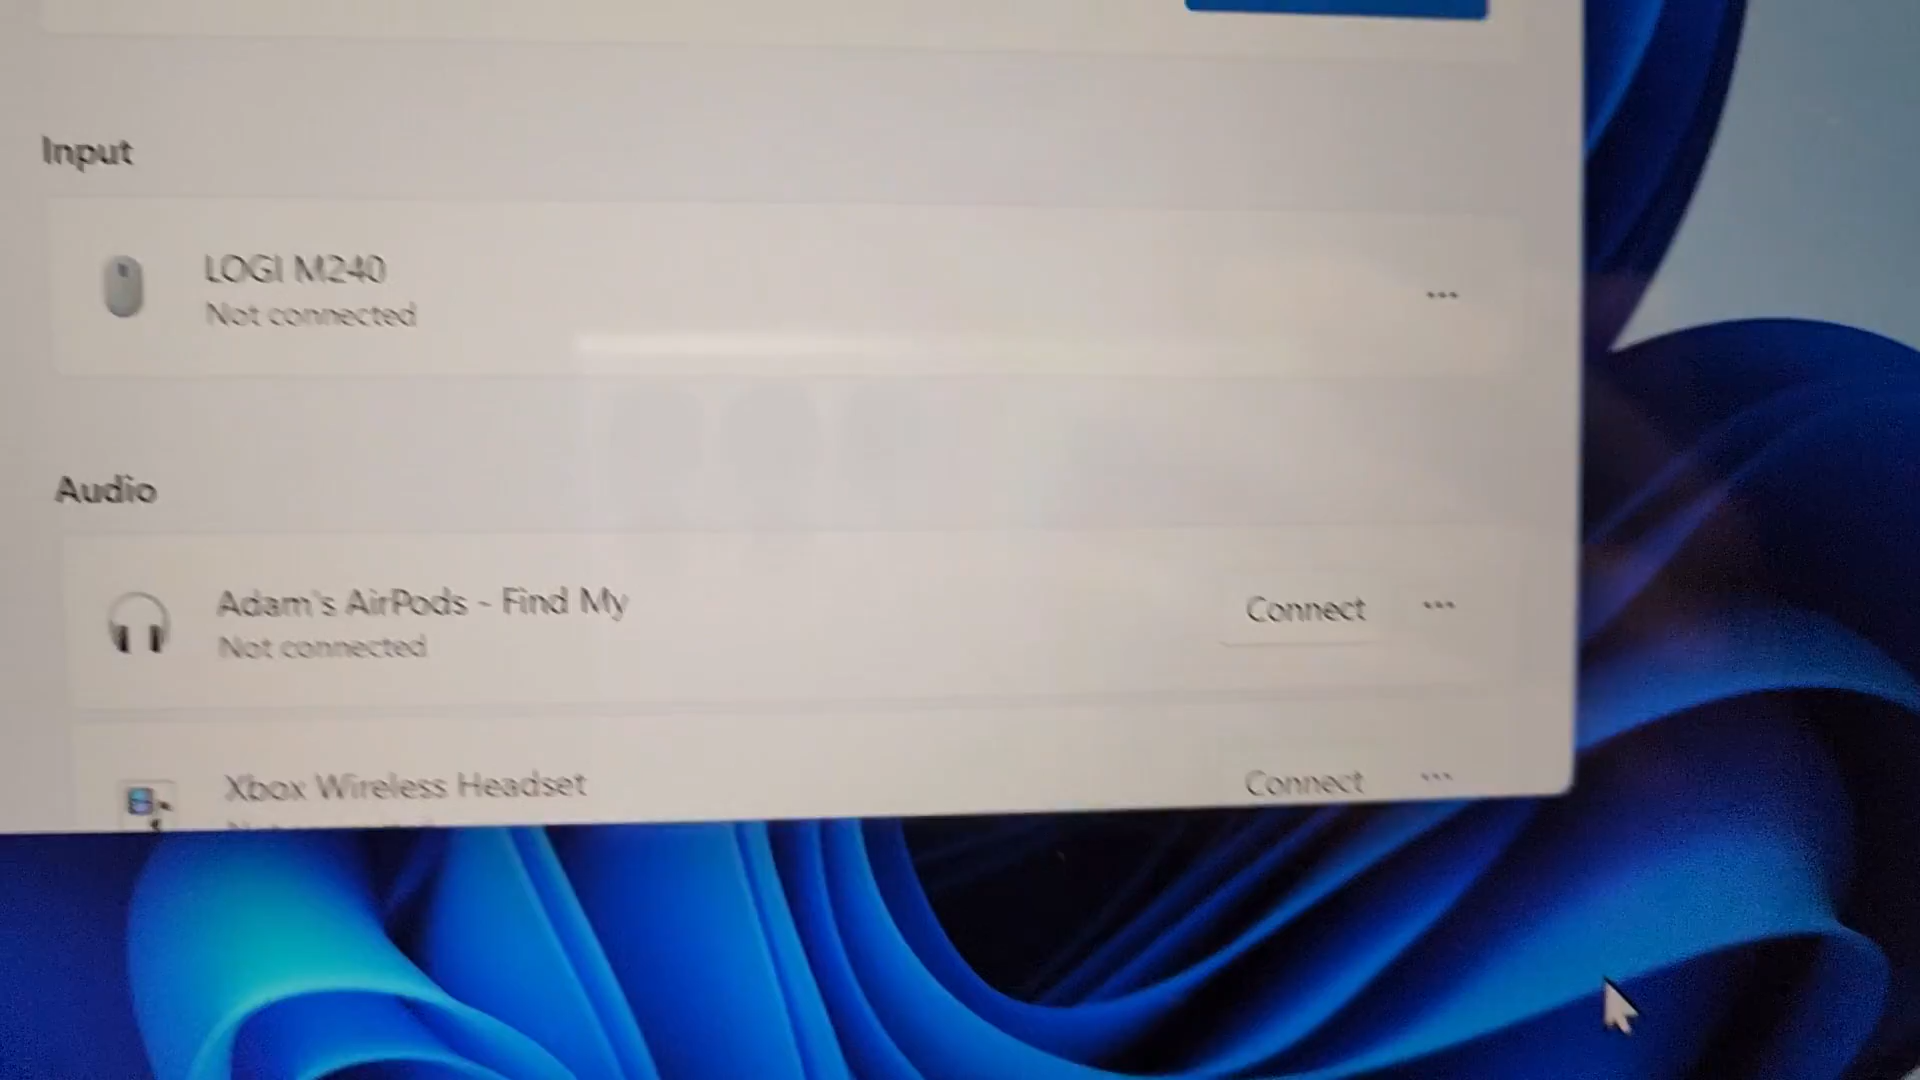 Input
LOGI M240
Not connected
Audio
Adam's AirPods - Find My
Not connected
Connect
Xbox Wireless Headset
Connect